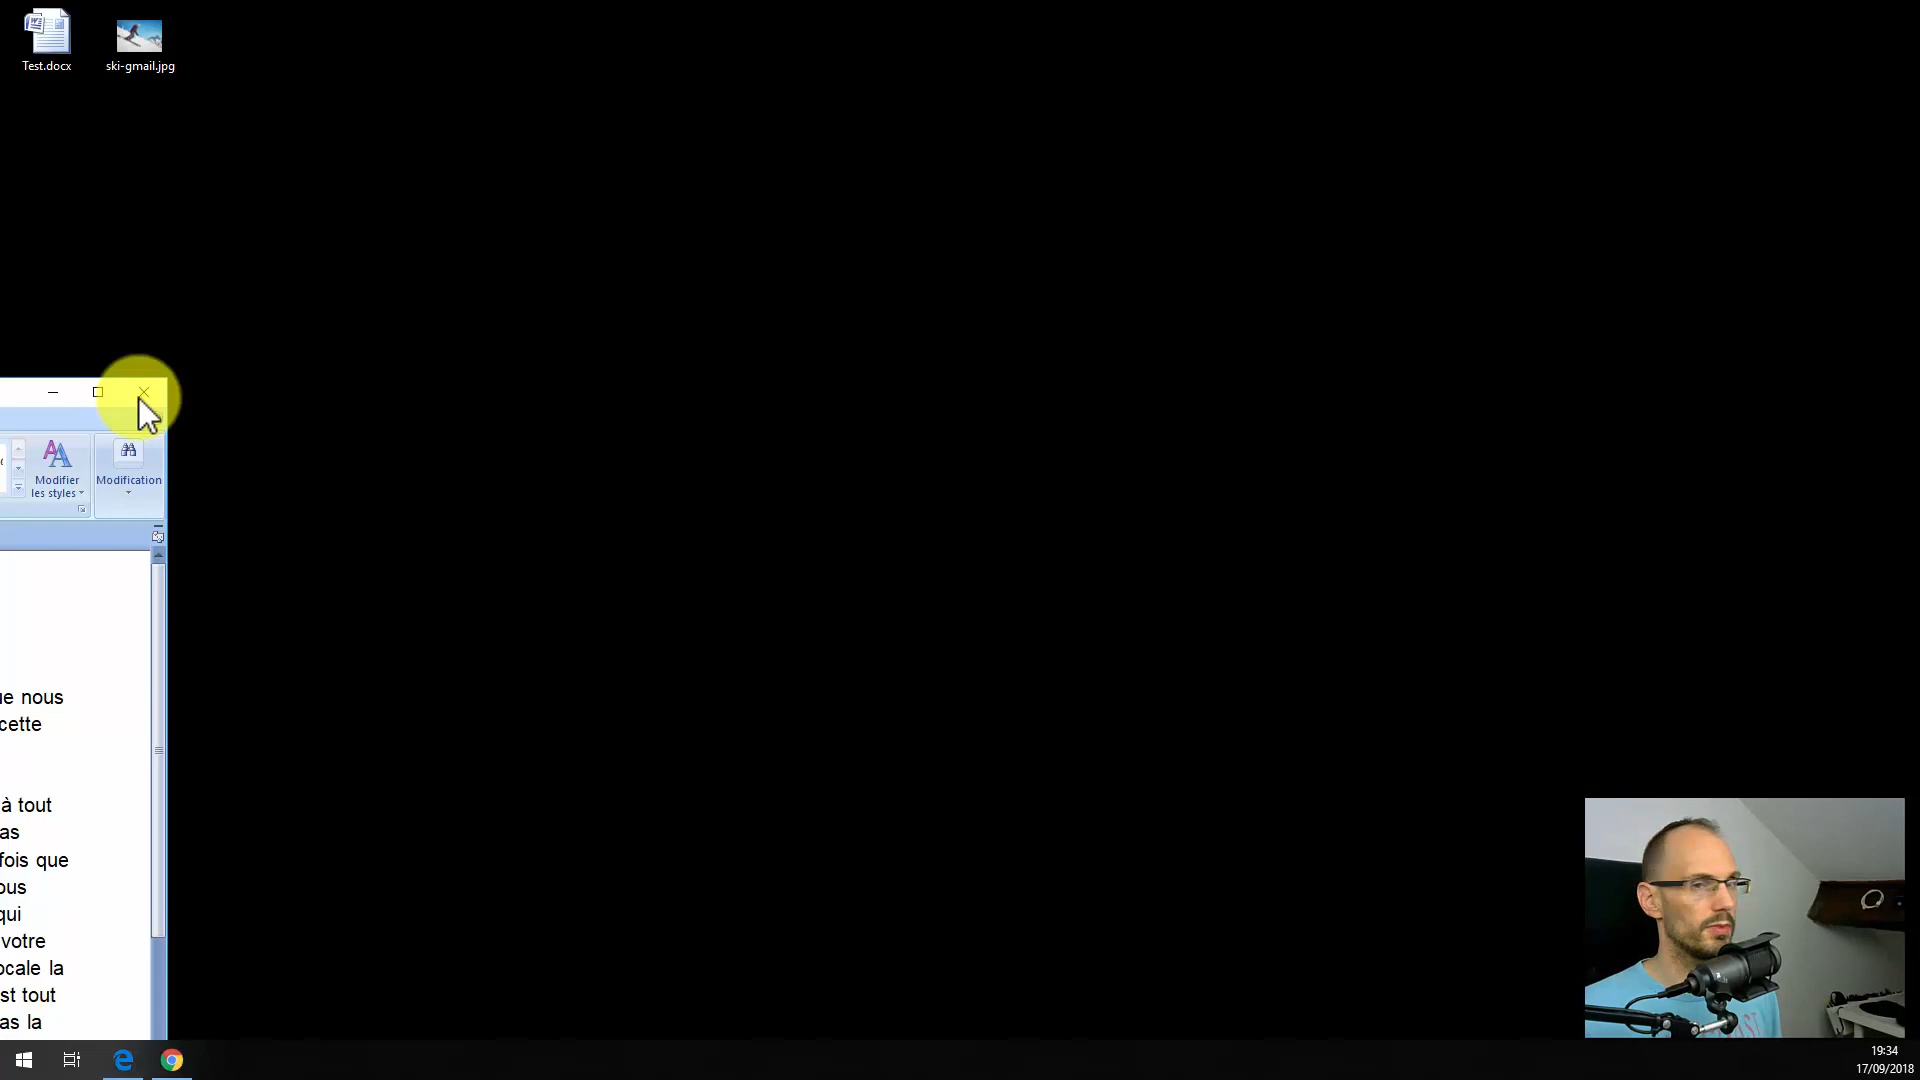 Test.docx
ski-gmail.jpg
Modifier
les styles
Modification
ue nous
cette
à tout
as
fois que
ous
qui
votre
ocale la
st tout
as la
19:34
17/09/2018